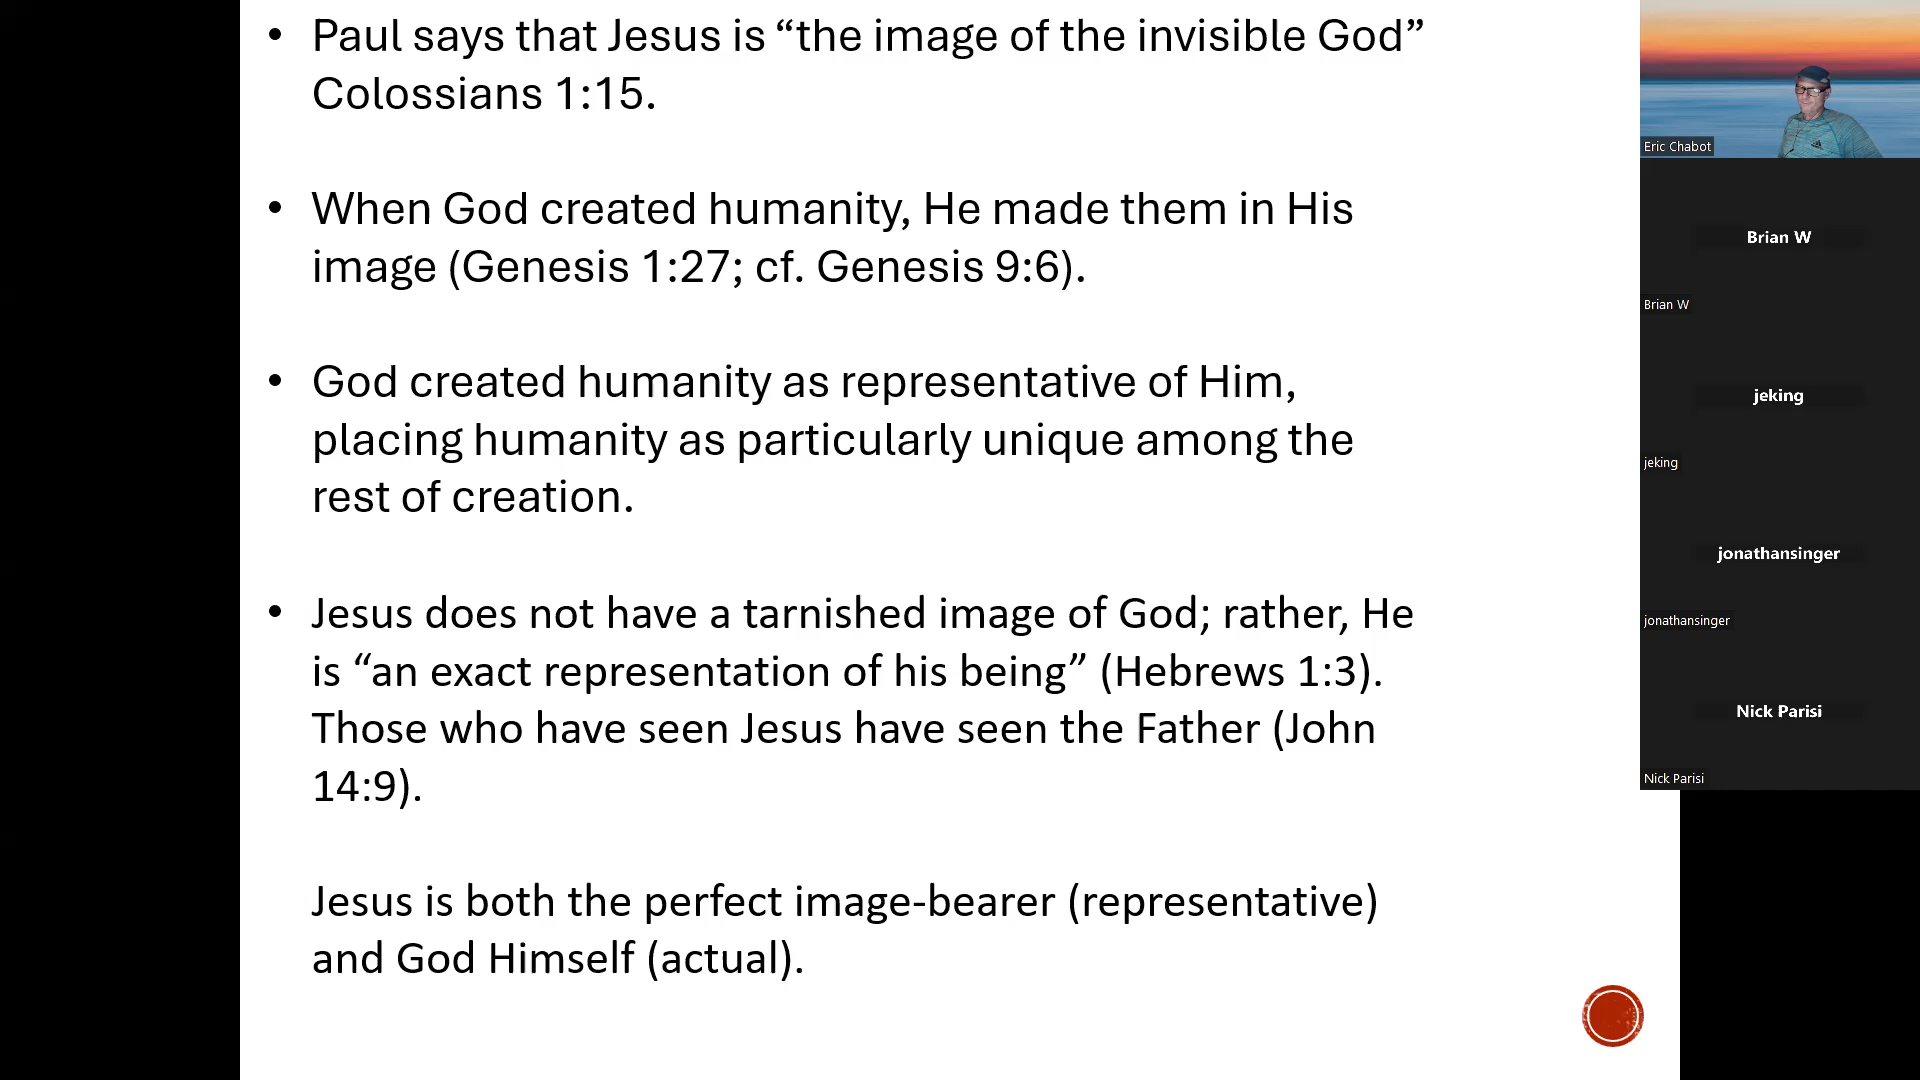 • Paul says that Jesus is “the image of the invisible God”
Colossians 1:15.
• When God created humanity, He made them in His
image (Genesis 1:27; cf. Genesis 9:6).
• God created humanity as representative of Him,
placing humanity as particularly unique among the
rest of creation.
• Jesus does not have a tarnished image of God; rather, He
is “an exact representation of his being” (Hebrews 1:3).
Those who have seen Jesus have seen the Father (John
14:9).
Jesus is both the perfect image-bearer (representative)
and God Himself (actual).
Eric Chabot
Brian W
Brian W
jeking
jeking
jonathansinger
jonathansinger
Nick Parisi
Nick Parisi